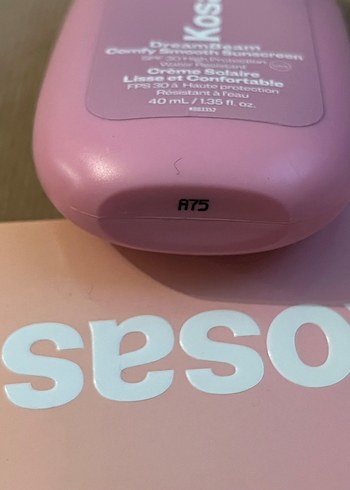 Kos
DreamBeam
Comfy Smooth Sunscreen
SPF 30 High Protection
Water Resistant
Crème Solaire
Lisse et Confortable
FPS 30 à Haute protection
Résistant à l'eau
40 mL / 1.35 fl. oz.
A75
osas